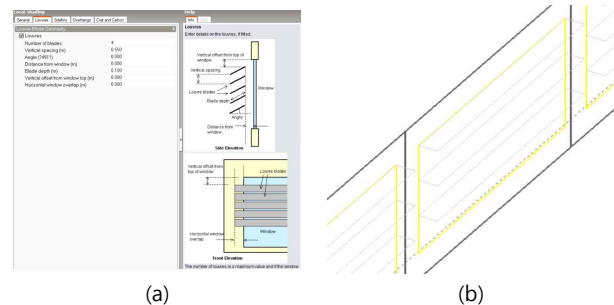 Local shading
General
Louvres
Sidefins
Overhangs
Cost and Carbon
Louvre Blade Geometry
Louvres
Number of blades 4
Vertical spacing (m) 0.550
Angle (74911) 0.000
Distance from window (m) 0.000
Blade depth (m) 0.100
Vertical offset from window top (m) 0.000
Horizontal window overlap (m) 0.000
Help
Info
Louvres
Enter details on the louvres, if fitted.
Vertical offset from top of
window
Vertical spacing
Louvre blades
Window
Blade depth
Angle
Distance from
window
Side Elevation
Vertical offset from
top of window
Louvre blades
Horizontal window
overlap
Window
Front Elevation
The number of louvres is a maximum value and if the window
(a)
(b)